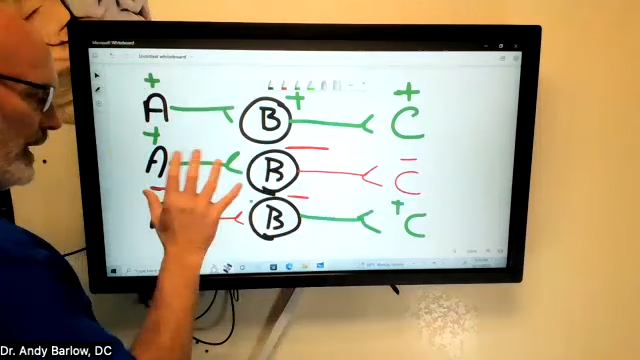 Microsoft Whiteboard
Untitled whiteboard
+ + +
A B C
+ — —
A B C
— — +
B C
Dr. Andy Barlow, DC